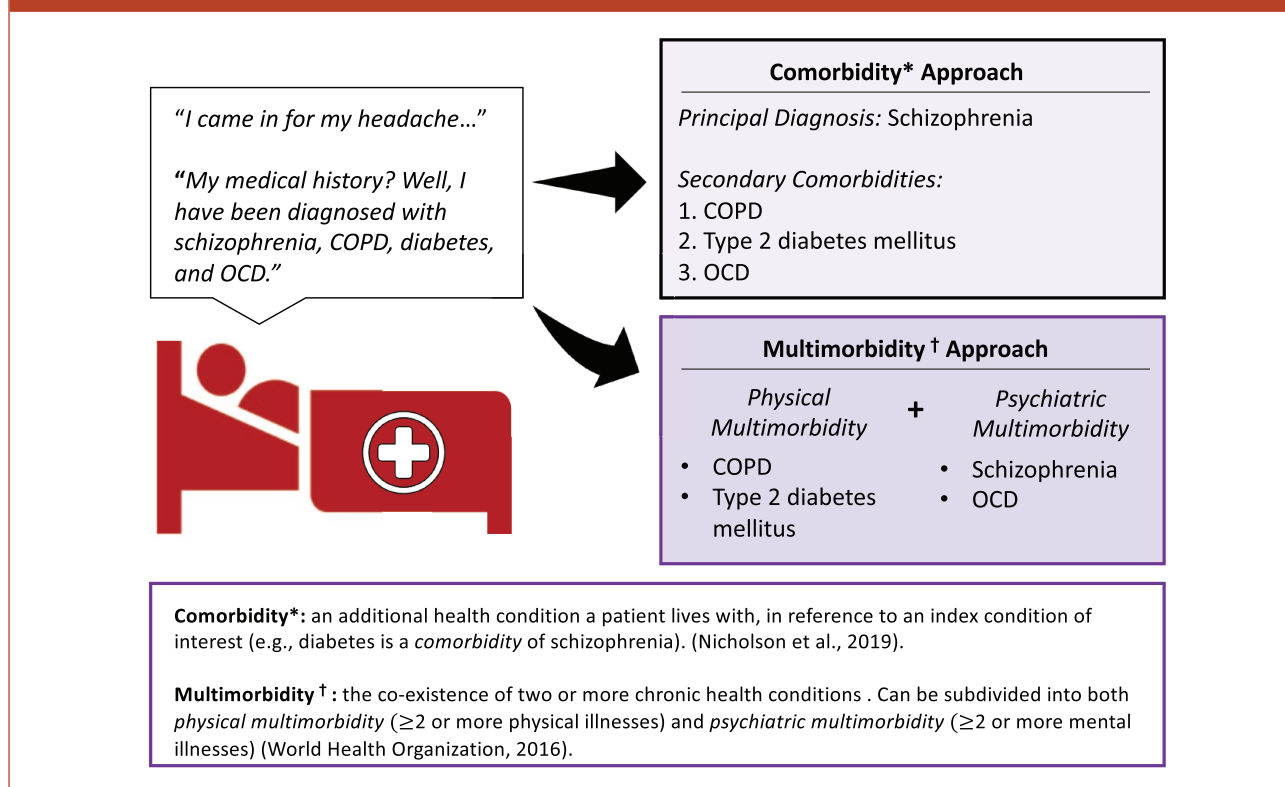 “I came in for my headache…”
“My medical history? Well, I
have been diagnosed with
schizophrenia, COPD, diabetes,
and OCD.”
Comorbidity* Approach
Principal Diagnosis: Schizophrenia
Secondary Comorbidities:
1. COPD
2. Type 2 diabetes mellitus
3. OCD
Multimorbidity † Approach
Physical
Multimorbidity
• COPD
• Type 2 diabetes
mellitus
+
Psychiatric
Multimorbidity
• Schizophrenia
• OCD
Comorbidity*: an additional health condition a patient lives with, in reference to an index condition of
interest (e.g., diabetes is a comorbidity of schizophrenia). (Nicholson et al., 2019).
Multimorbidity † : the co-existence of two or more chronic health conditions . Can be subdivided into both
physical multimorbidity (≥2 or more physical illnesses) and psychiatric multimorbidity (≥2 or more mental
illnesses) (World Health Organization, 2016).